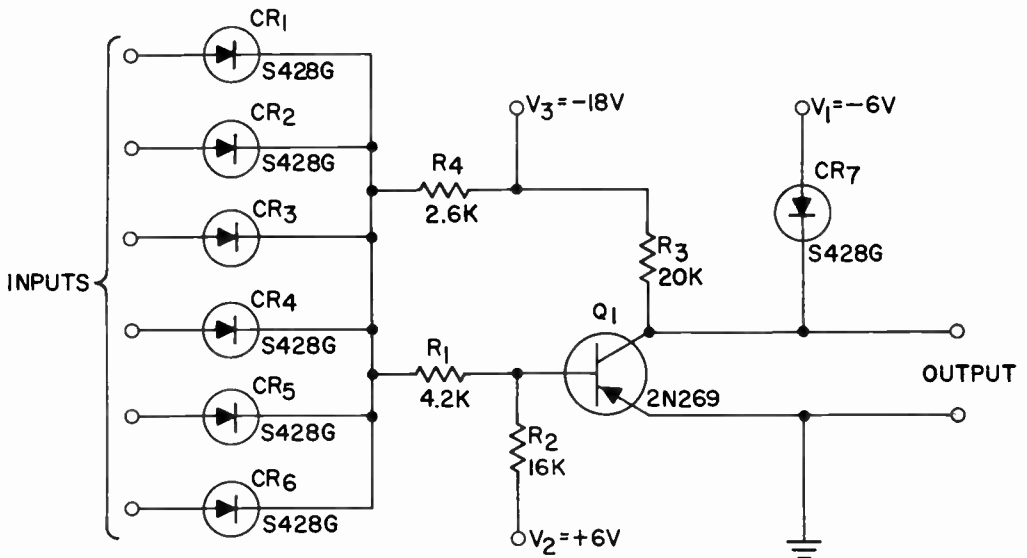 CR1
S428G
CR2
S428G
CR3
S428G
CR4
S428G
CR5
S428G
CR6
S428G
INPUTS
R4
2.6K
V3=-18V
V1=-6V
CR7
S428G
R3
20K
Q1
2N269
R1
4.2K
R2
16K
V2=+6V
OUTPUT